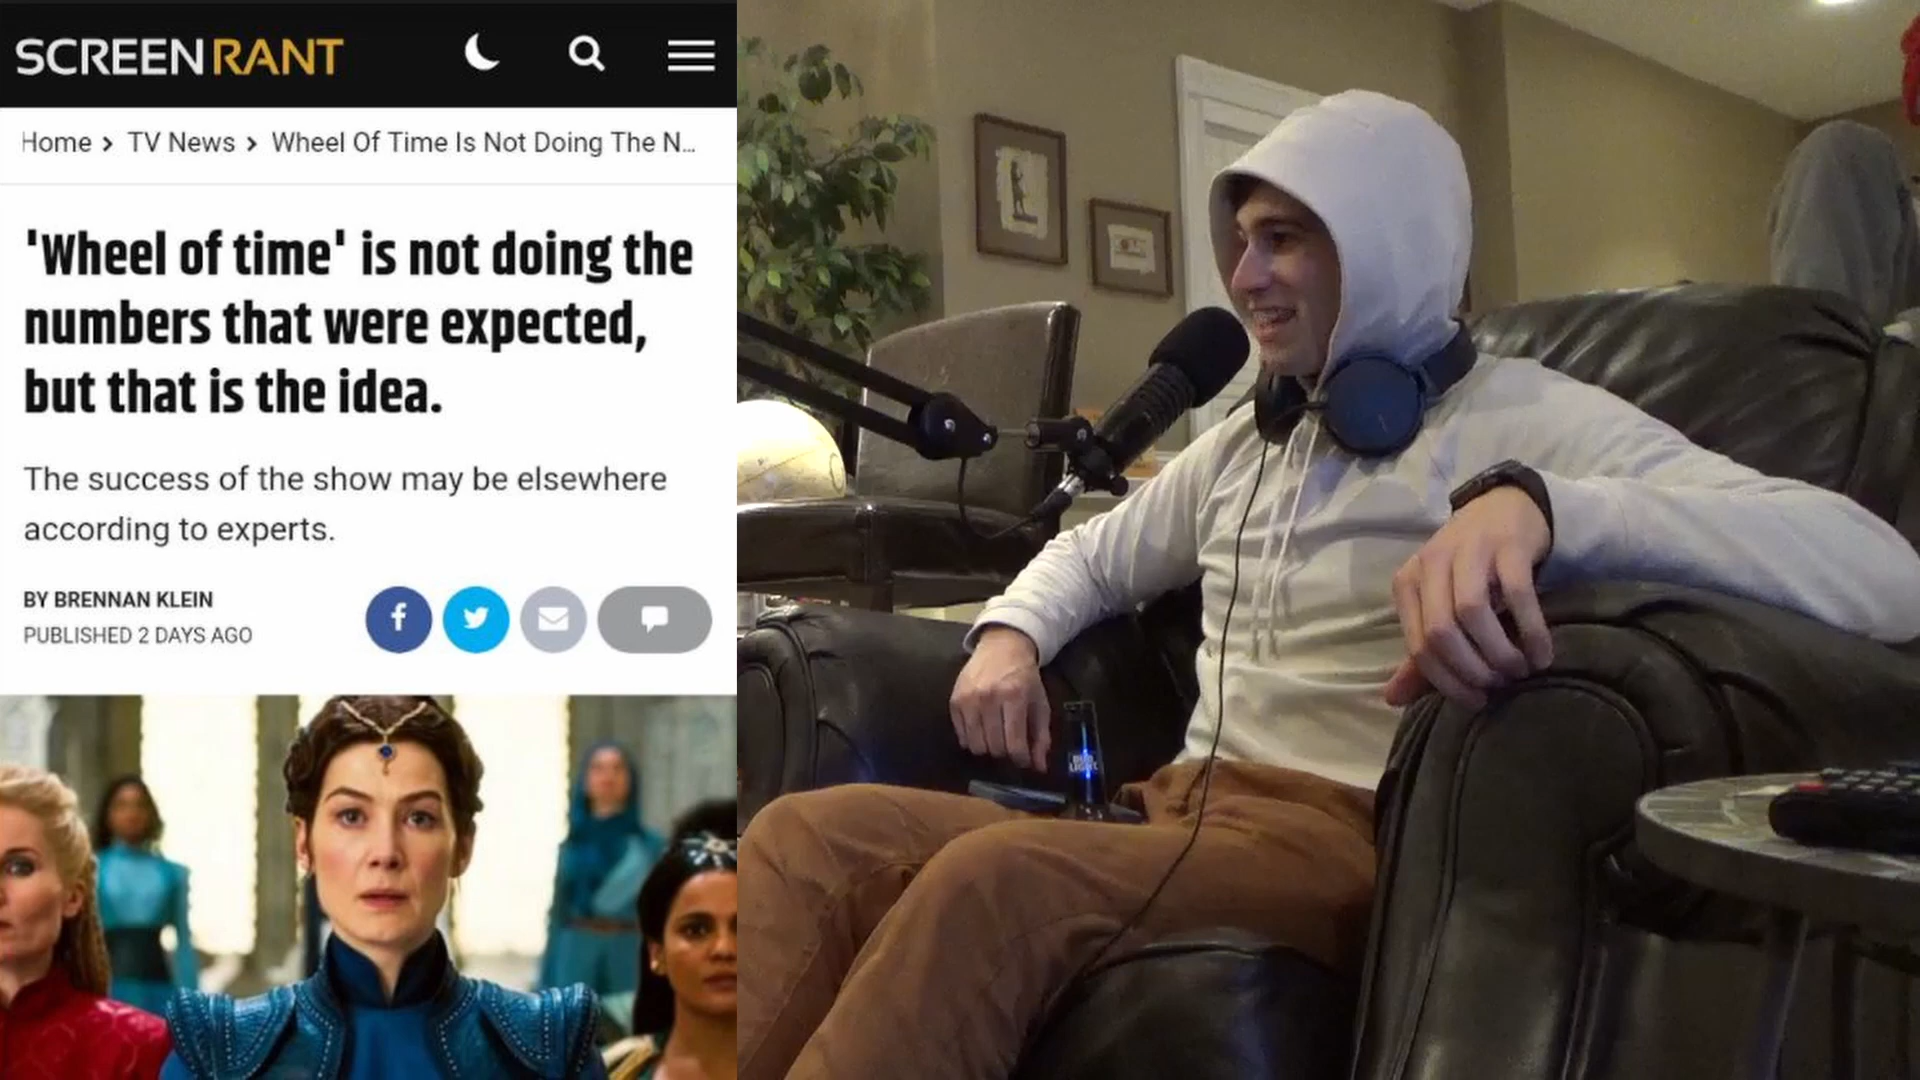 SCREENRANT
Home > TV News > Wheel Of Time Is Not Doing The N...
'Wheel of time' is not doing the
numbers that were expected,
but that is the idea.
The success of the show may be elsewhere
according to experts.
BY BRENNAN KLEIN
PUBLISHED 2 DAYS AGO
BUD
LIGHT